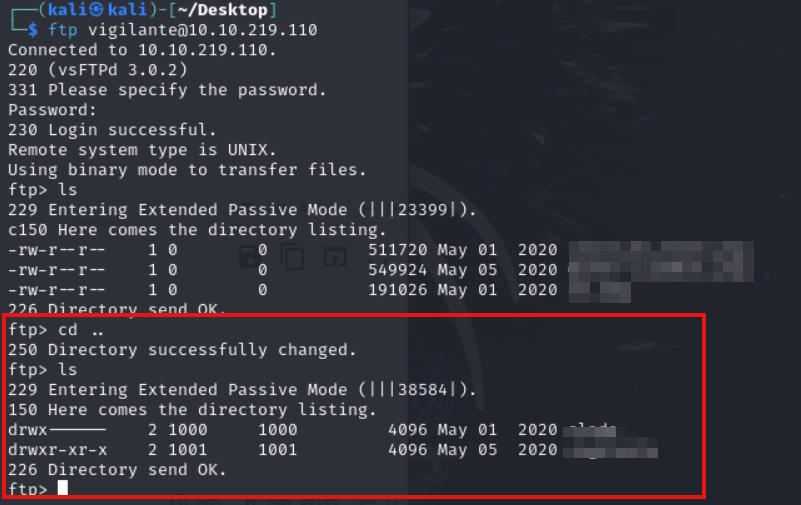 ┌──(kali㉿kali)-[~/Desktop]
└─$ ftp vigilante@10.10.219.110
Connected to 10.10.219.110.
220 (vsFTPd 3.0.2)
331 Please specify the password.
Password:
230 Login successful.
Remote system type is UNIX.
Using binary mode to transfer files.
ftp> ls
229 Entering Extended Passive Mode (|||23399|).
c150 Here comes the directory listing.
-rw-r--r-- 1 0 0 511720 May 01 2020
-rw-r--r-- 1 0 0 549924 May 05 2020
-rw-r--r-- 1 0 0 191026 May 01 2020
226 Directory send OK.
ftp> cd ..
250 Directory successfully changed.
ftp> ls
229 Entering Extended Passive Mode (|||38584|).
150 Here comes the directory listing.
drwx------ 2 1000 1000 4096 May 01 2020
drwxr-xr-x 2 1001 1001 4096 May 05 2020
226 Directory send OK.
ftp>